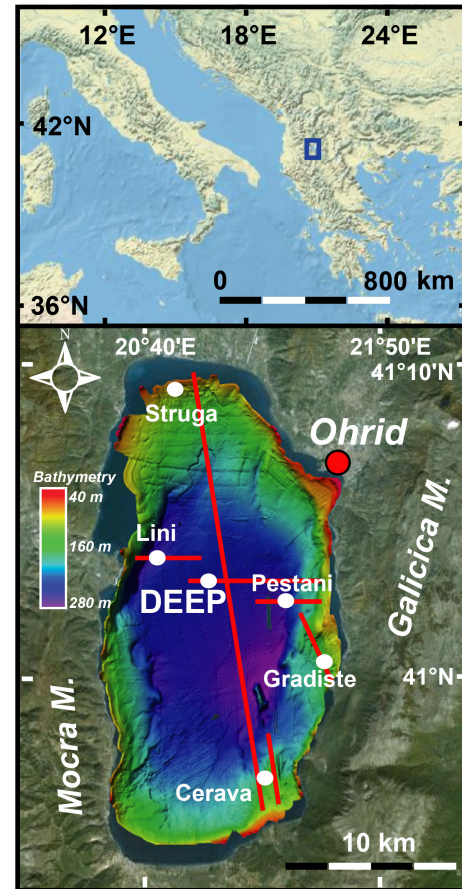 12°E 18°E 24°E
42°N
0 800 km
36°N
N
20°40'E 21°50'E
41°10'N
Struga
Ohrid
Bathymetry
40 m
160 m
280 m
Lini
DEEP
Pestani
Galicica M.
Gradiste
41°N
Mocra M.
Cerava
10 km